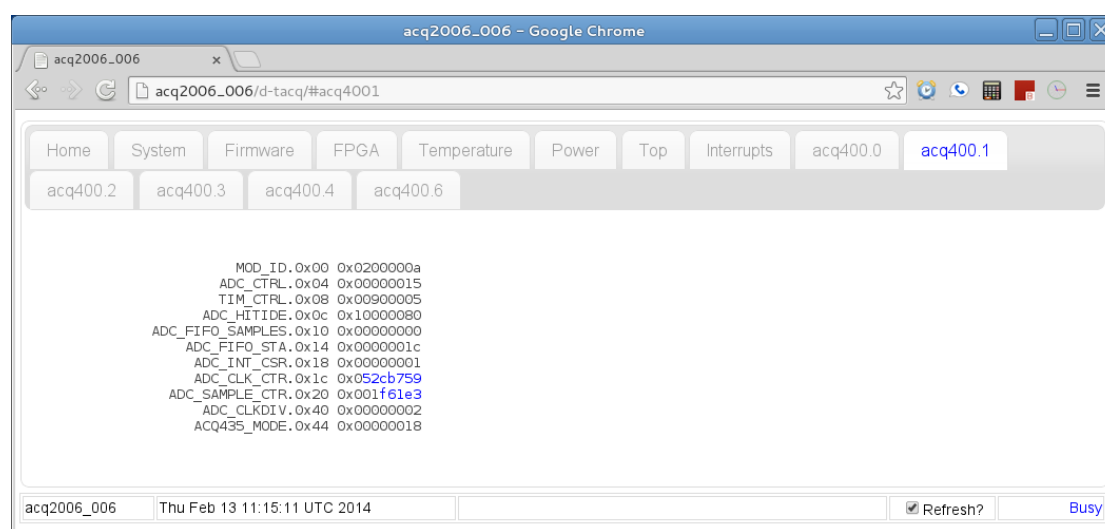 acq2006_006 - Google Chrome
acq2006_006 ×
acq2006_006/d-tacq/#acq4001
Home System Firmware FPGA Temperature Power Top Interrupts acq400.0 acq400.1
acq400.2 acq400.3 acq400.4 acq400.6
MOD_ID.0x00 0x0200000a
ADC_CTRL.0x04 0x00000015
TIM_CTRL.0x08 0x00900005
ADC_HITIDE.0x0c 0x10000080
ADC_FIFO_SAMPLES.0x10 0x00000000
ADC_FIFO_STA.0x14 0x0000001c
ADC_INT_CSR.0x18 0x00000001
ADC_CLK_CTR.0x1c 0x052cb759
ADC_SAMPLE_CTR.0x20 0x001f61e3
ADC_CLKDIV.0x40 0x00000002
ACQ435_MODE.0x44 0x00000018
acq2006_006 Thu Feb 13 11:15:11 UTC 2014 Refresh? Busy